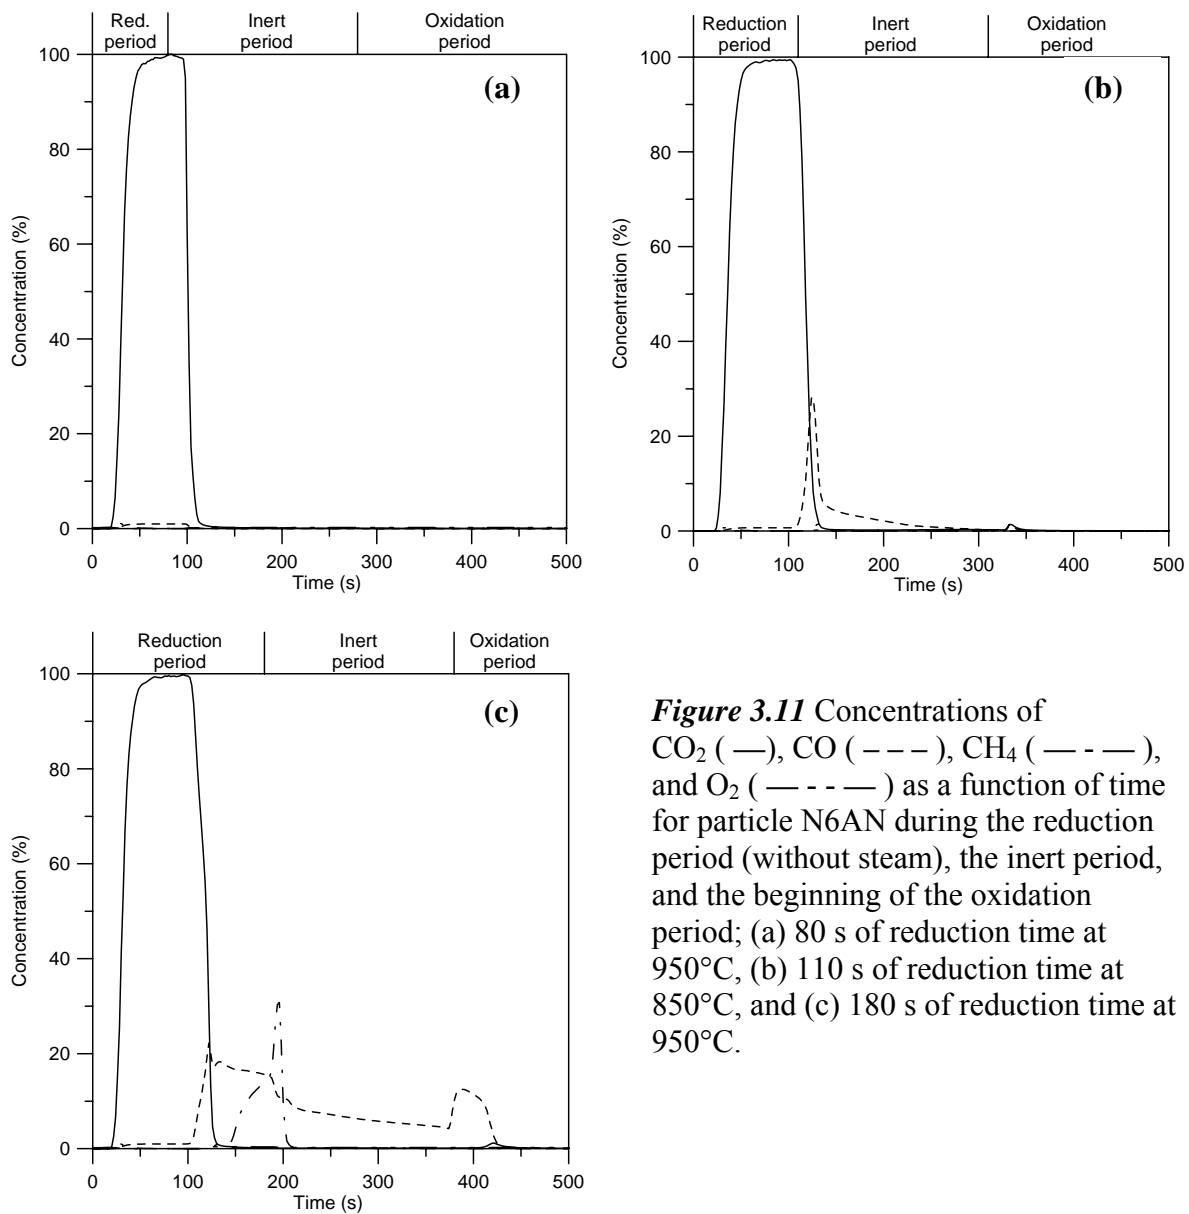 Red. period
Inert period
Oxidation period
(a)
100
80
60
40
20
0
Concentration (%)
0 100 200 300 400 500
Time (s)
Reduction period
Inert period
Oxidation period
(b)
100
80
60
40
20
0
Concentration (%)
0 100 200 300 400 500
Time (s)
Reduction period
Inert period
Oxidation period
(c)
100
80
60
40
20
0
Concentration (%)
0 100 200 300 400 500
Time (s)
Figure 3.11 Concentrations of
CO₂ ( —), CO ( – – – ), CH₄ ( — - — ),
and O₂ ( — - - — ) as a function of time
for particle N6AN during the reduction
period (without steam), the inert period,
and the beginning of the oxidation
period; (a) 80 s of reduction time at
950°C, (b) 110 s of reduction time at
850°C, and (c) 180 s of reduction time at
950°C.